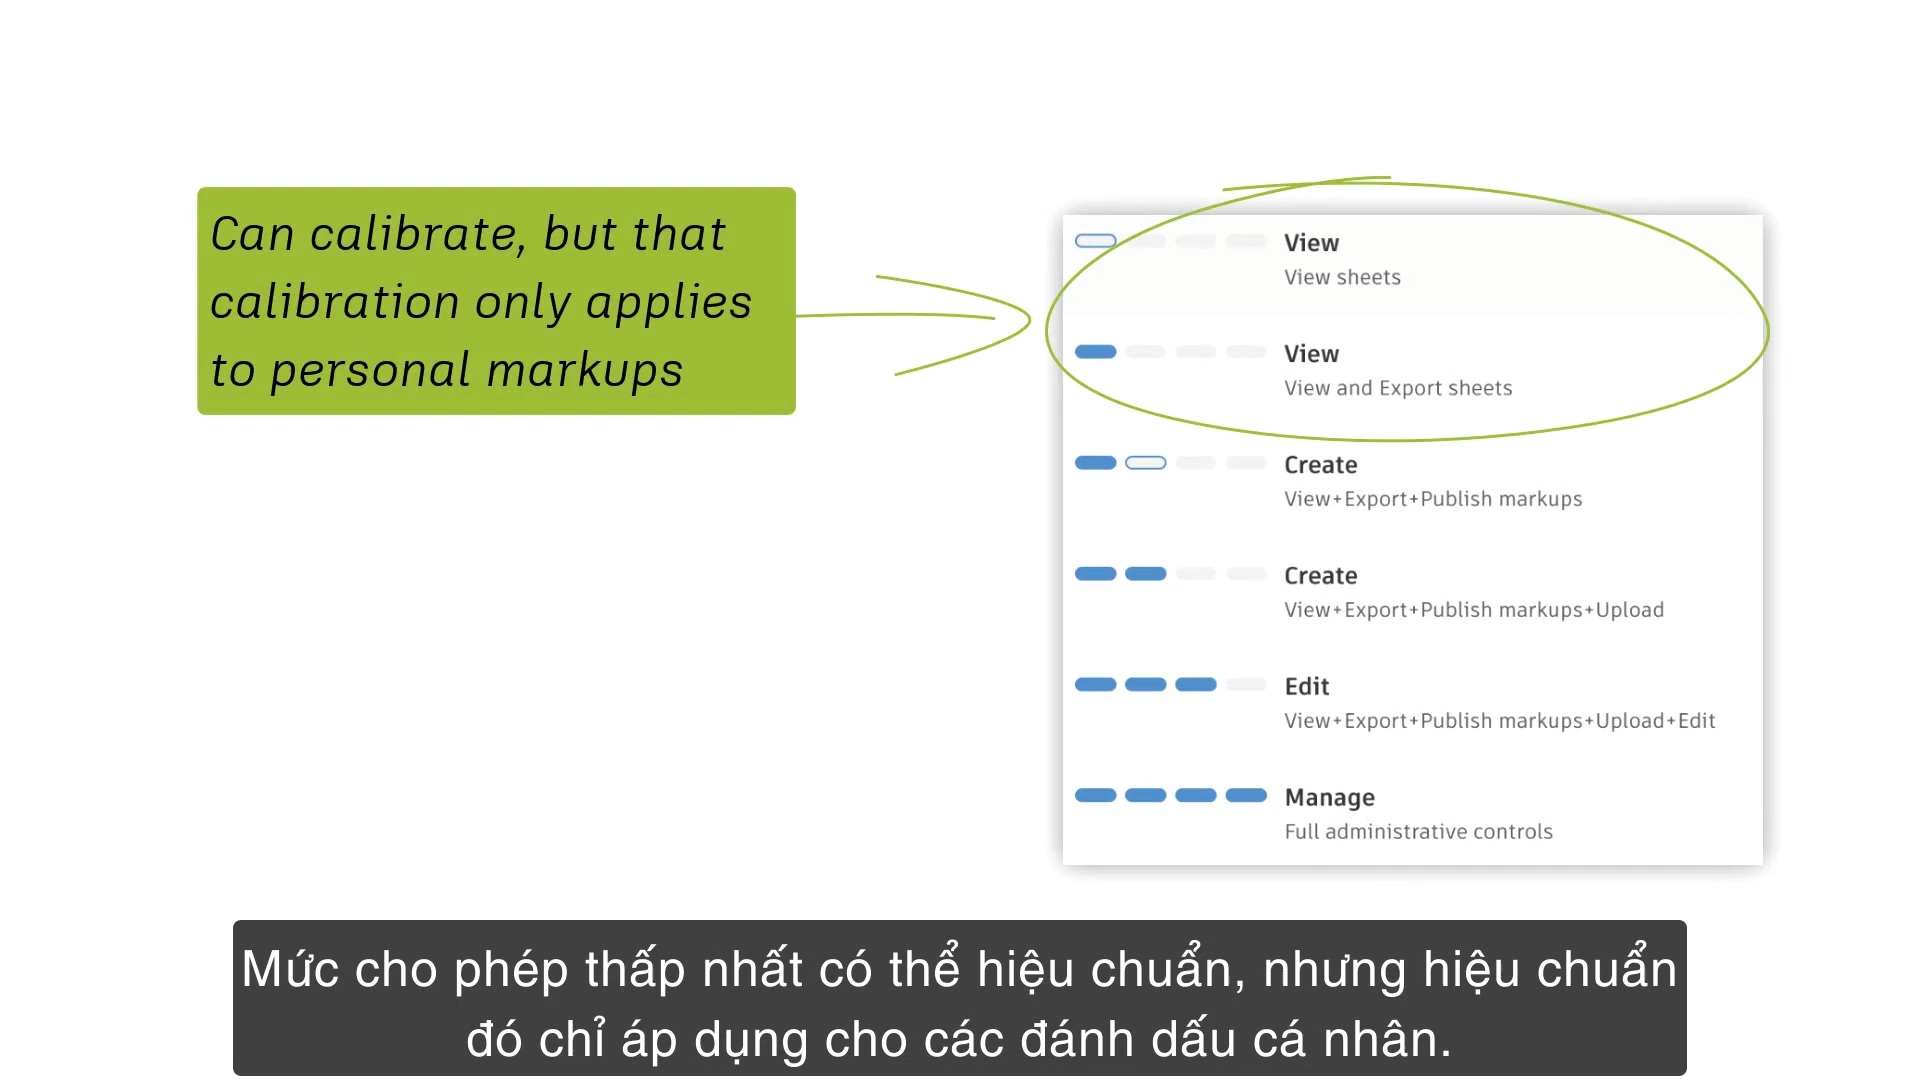 Can calibrate, but that
calibration only applies
to personal markups
View
View sheets
View
View and Export sheets
Create
View+Export+Publish markups
Create
View+Export+Publish markups+Upload
Edit
View+Export+Publish markups+Upload+Edit
Manage
Full administrative controls
Mức cho phép thấp nhất có thể hiệu chuẩn, nhưng hiệu chuẩn
đó chỉ áp dụng cho các đánh dấu cá nhân.